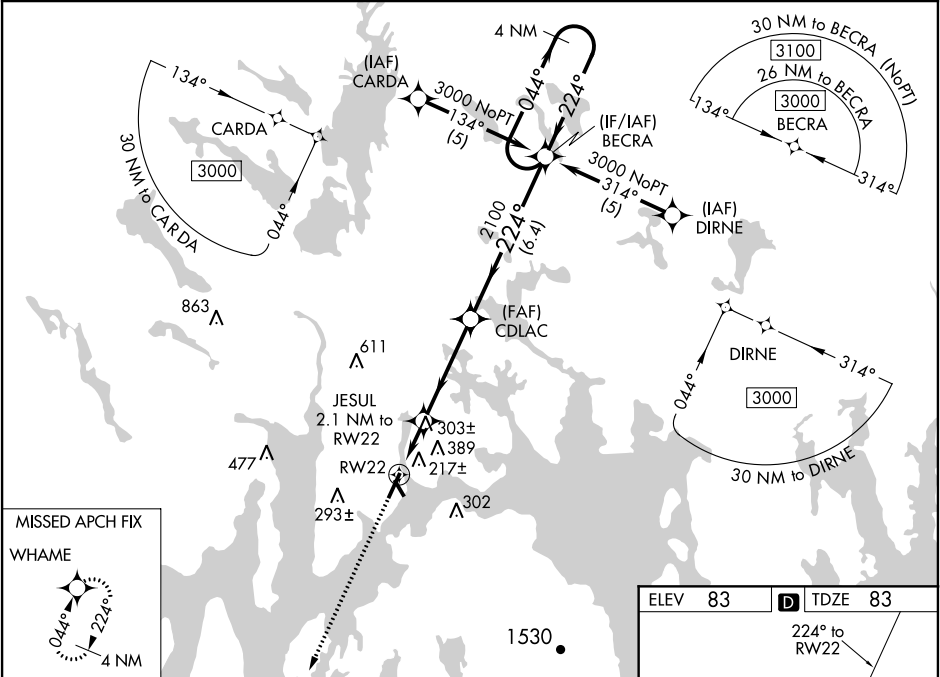 4 NM
044°
224°
(IAF)
CARDA
3000 NoPT
134°
(5)
(IF/IAF)
BECRA
3000 NoPT
314°
(5)
(IAF)
DIRNE
30 NM to BECRA (NoPT)
3100
26 NM to BECRA
3000
BECRA
134°
314°
134°
CARDA
3000
30 NM to CARDA
044°
2100
224°
(6.4)
(FAF)
CDLAC
863
611
JESUL
2.1 NM to
RW22
303±
389
217±
RW22
477
293±
302
DIRNE
314°
044°
3000
30 NM to DIRNE
MISSED APCH FIX
WHAME
044°
224°
4 NM
1530
ELEV 83 D TDZE 83
224° to
RW22